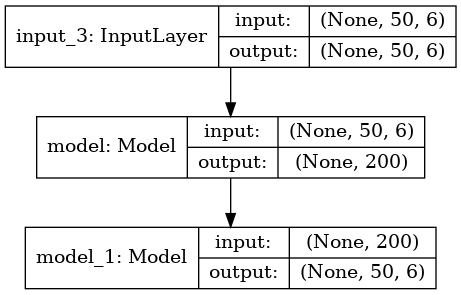 input_3: InputLayer
input:
(None, 50, 6)
output:
(None, 50, 6)
model: Model
input:
(None, 50, 6)
output:
(None, 200)
model_1: Model
input:
(None, 200)
output:
(None, 50, 6)